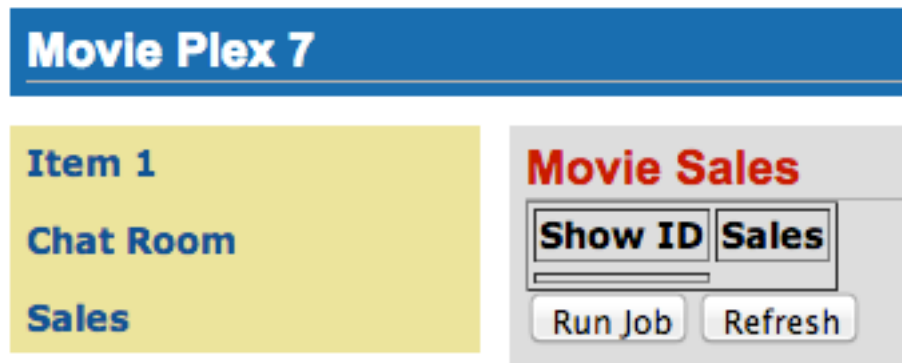 Movie Plex 7
Item 1
Chat Room
Sales
Movie Sales
Show ID Sales
Run Job Refresh